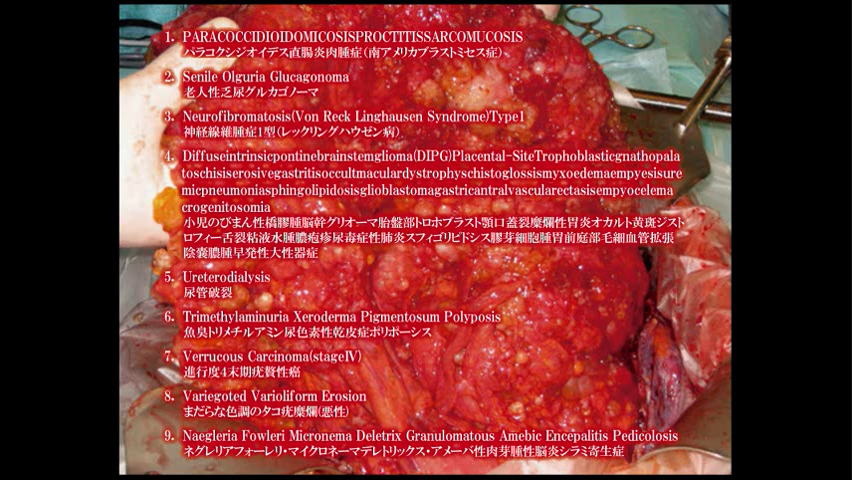 1. PARACOCCIDIOIDOMICOSISPROCTITISSARCOMUCOSIS
パラコクシジオイデス直腸炎肉腫症（南アメリカブラストミセス症）
2. Senile Olguria Glucagonoma
老人性乏尿グルカゴノーマ
3. Neurofibromatosis(Von Reck Linghausen Syndrome)Type1
神経線維腫症1型（レックリングハウゼン病）
4. Diffuseintrinsicpontinebrainstemglioma(DIPG)Placental-SiteTrophoblasticgnathopala
toschisiserosivegastritisoccultmaculardystrophyschistoglossismyxoedemaempyesisure
micpneumoniasphingolipidosisglioblastomagastricantralvascularectasisempyocelema
crogenitosomia
小児のびまん性橋膠腫脳幹グリオーマ胎盤部トロホブラスト顎口蓋裂糜爛性胃炎オカルト黄斑ジスト
ロフィー舌裂粘液水腫膿疱疹尿毒症性肺炎スフィゴリピドシス膠芽細胞腫胃前庭部毛細血管拡張
陰嚢膿腫早発性大性器症
5. Ureterodialysis
尿管破裂
6. Trimethylaminuria Xeroderma Pigmentosum Polyposis
魚臭トリメチルアミン尿色素性乾皮症ポリポーシス
7. Verrucous Carcinoma(stageⅣ)
進行度4末期疣贅性癌
8. Variegoted Varioliform Erosion
まだらな色調のタコ疣糜爛(悪性)
9. Naegleria Fowleri Micronema Deletrix Granulomatous Amebic Encepalitis Pedicolosis
ネグレリアフォーレリ・マイクロネーマデレトリックス・アメーバ性肉芽腫性脳炎シラミ寄生症